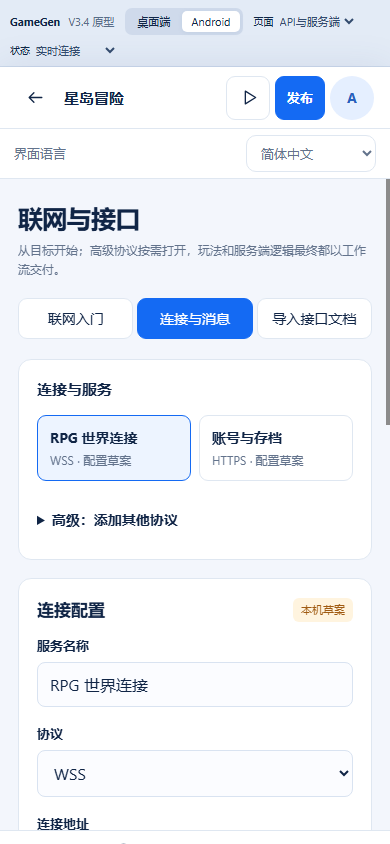 GameGen V3.4 原型 桌面端 Android 页面 API与服务端
状态 实时连接
星岛冒险 发布 A
界面语言 简体中文
联网与接口
从目标开始；高级协议按需打开，玩法和服务端逻辑最终都以工作
流交付。
联网入门 连接与消息 导入接口文档
连接与服务
RPG 世界连接 账号与存档
WSS · 配置草案 HTTPS · 配置草案
高级：添加其他协议
连接配置 本机草案
服务名称
RPG 世界连接
协议
WSS
连接地址